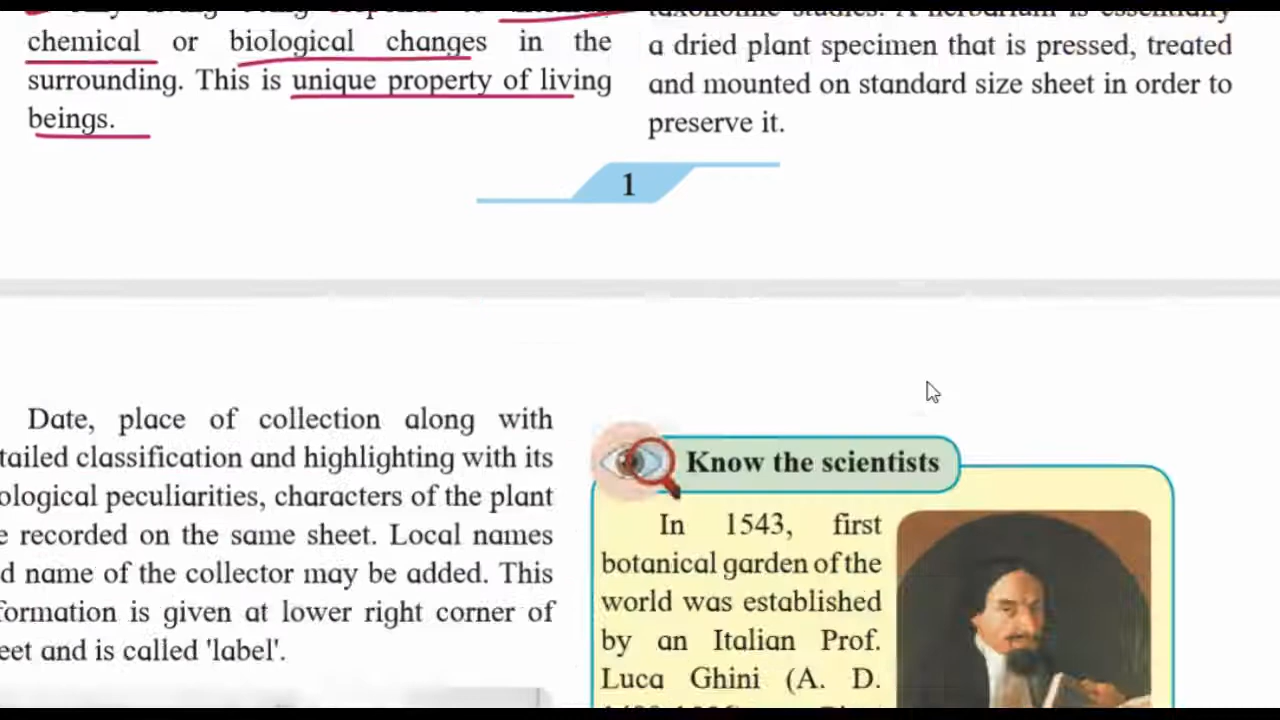 chemical or biological changes in the
surrounding. This is unique property of living
beings.
a dried plant specimen that is pressed, treated
and mounted on standard size sheet in order to
preserve it.
1
Date, place of collection along with
tailed classification and highlighting with its
ological peculiarities, characters of the plant
e recorded on the same sheet. Local names
d name of the collector may be added. This
formation is given at lower right corner of
eet and is called 'label'.
Know the scientists
In 1543, first
botanical garden of the
world was established
by an Italian Prof.
Luca Ghini (A. D.